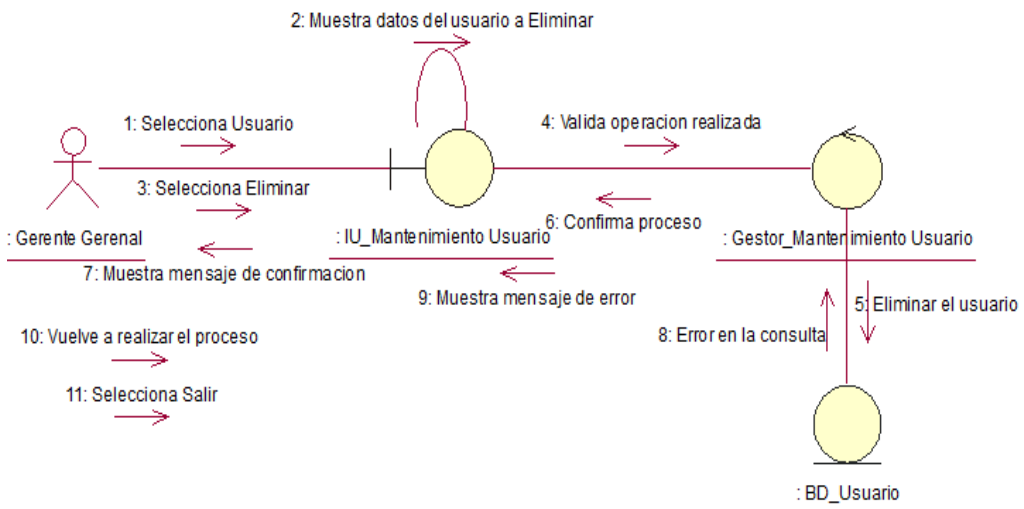 2: Muestra datos del usuario a Eliminar
1: Selecciona Usuario
4: Valida operacion realizada
3: Selecciona Eliminar
6: Confirma proceso
: Gerente Gerenal
: IU_Mantenimiento Usuario
: Gestor_Mantenimiento Usuario
7: Muestra mensaje de confirmacion
9: Muestra mensaje de error
5: Eliminar el usuario
8: Error en la consulta
10: Vuelve a realizar el proceso
11: Selecciona Salir
: BD_Usuario